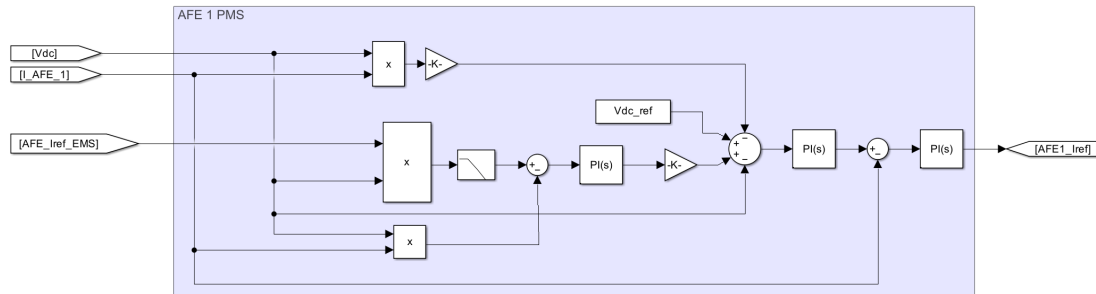 AFE 1 PMS
[Vdc]
[I_AFE_1]
x
-K-
Vdc_ref
[AFE_Iref_EMS]
x
PI(s)
-K-
PI(s)
PI(s)
[AFE1_Iref]
x